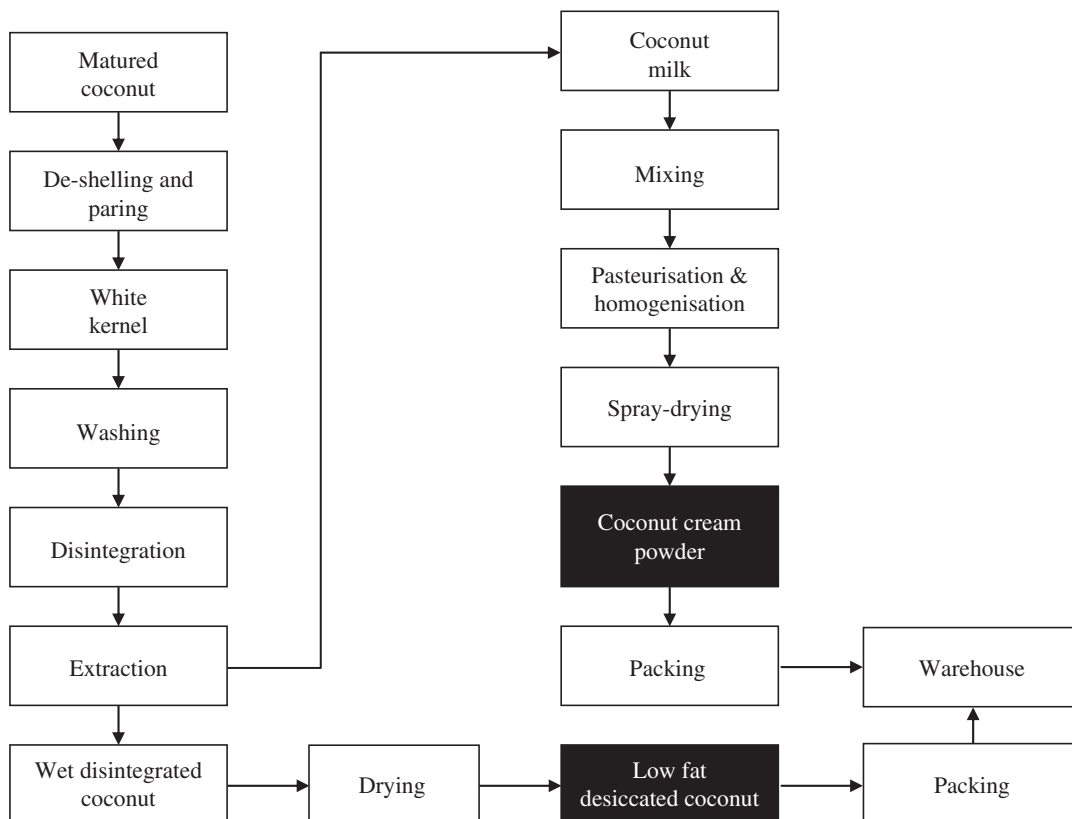 Matured
coconut
De-shelling and
paring
White
kernel
Washing
Disintegration
Extraction
Wet disintegrated
coconut
Drying
Low fat
desiccated coconut
Packing
Coconut
milk
Mixing
Pasteurisation &
homogenisation
Spray-drying
Coconut cream
powder
Packing
Warehouse